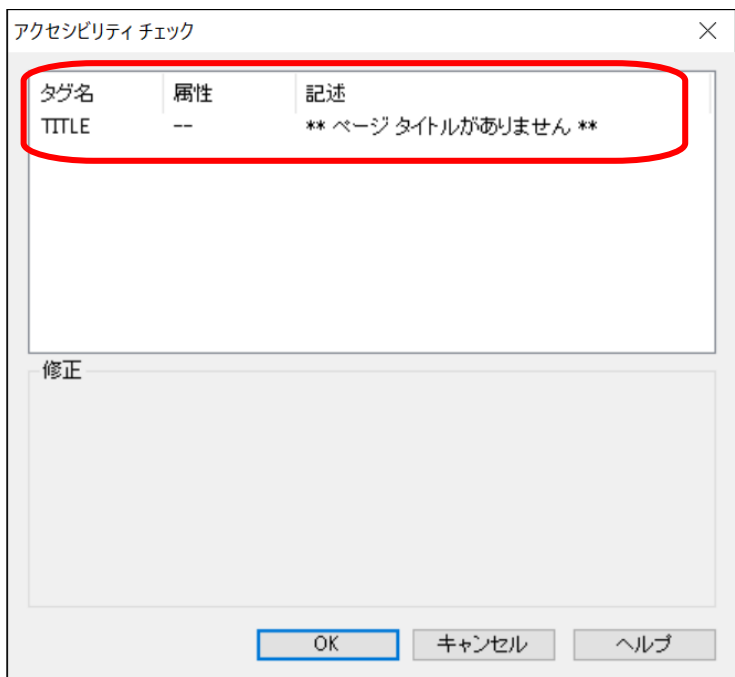 アクセシビリティ チェック
タグ名 属性 記述
TITLE -- ** ページ タイトルがありません **
修正
OK キャンセル ヘルプ